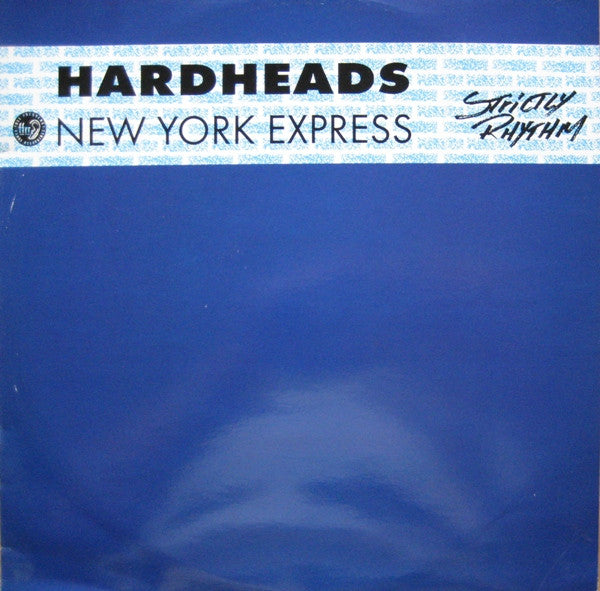 HARDHEADS
NEW YORK EXPRESS
STRICTLY
RHYTHM